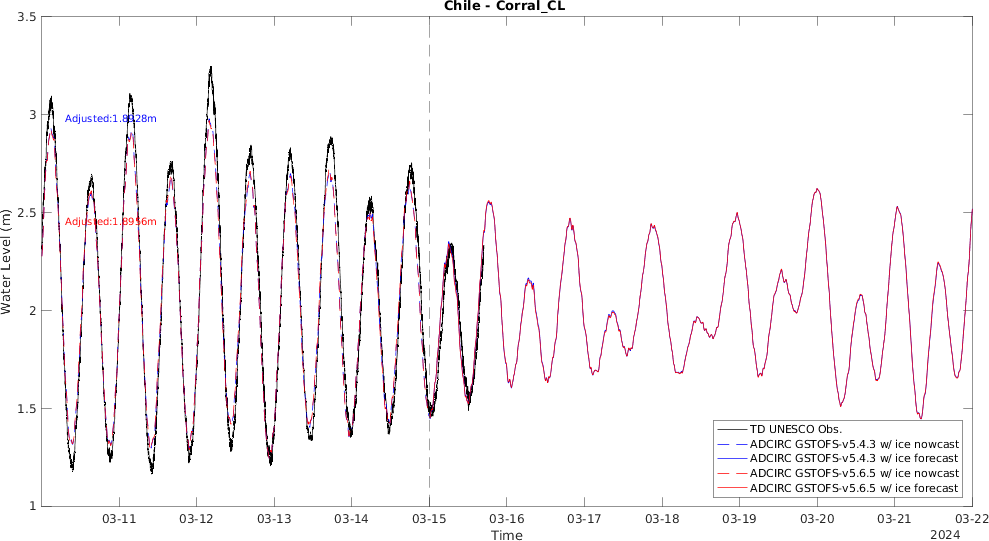 Chile - Corral_CL
3.5
3
2.5
2
1.5
1
Water Level (m)
Adjusted:1.8928m
Adjusted:1.8956m
TD UNESCO Obs.
ADCIRC GSTOFS-v5.4.3 w/ ice nowcast
ADCIRC GSTOFS-v5.4.3 w/ ice forecast
ADCIRC GSTOFS-v5.6.5 w/ ice nowcast
ADCIRC GSTOFS-v5.6.5 w/ ice forecast
03-11 03-12 03-13 03-14 03-15 03-16 03-17 03-18 03-19 03-20 03-21 03-22
Time
2024